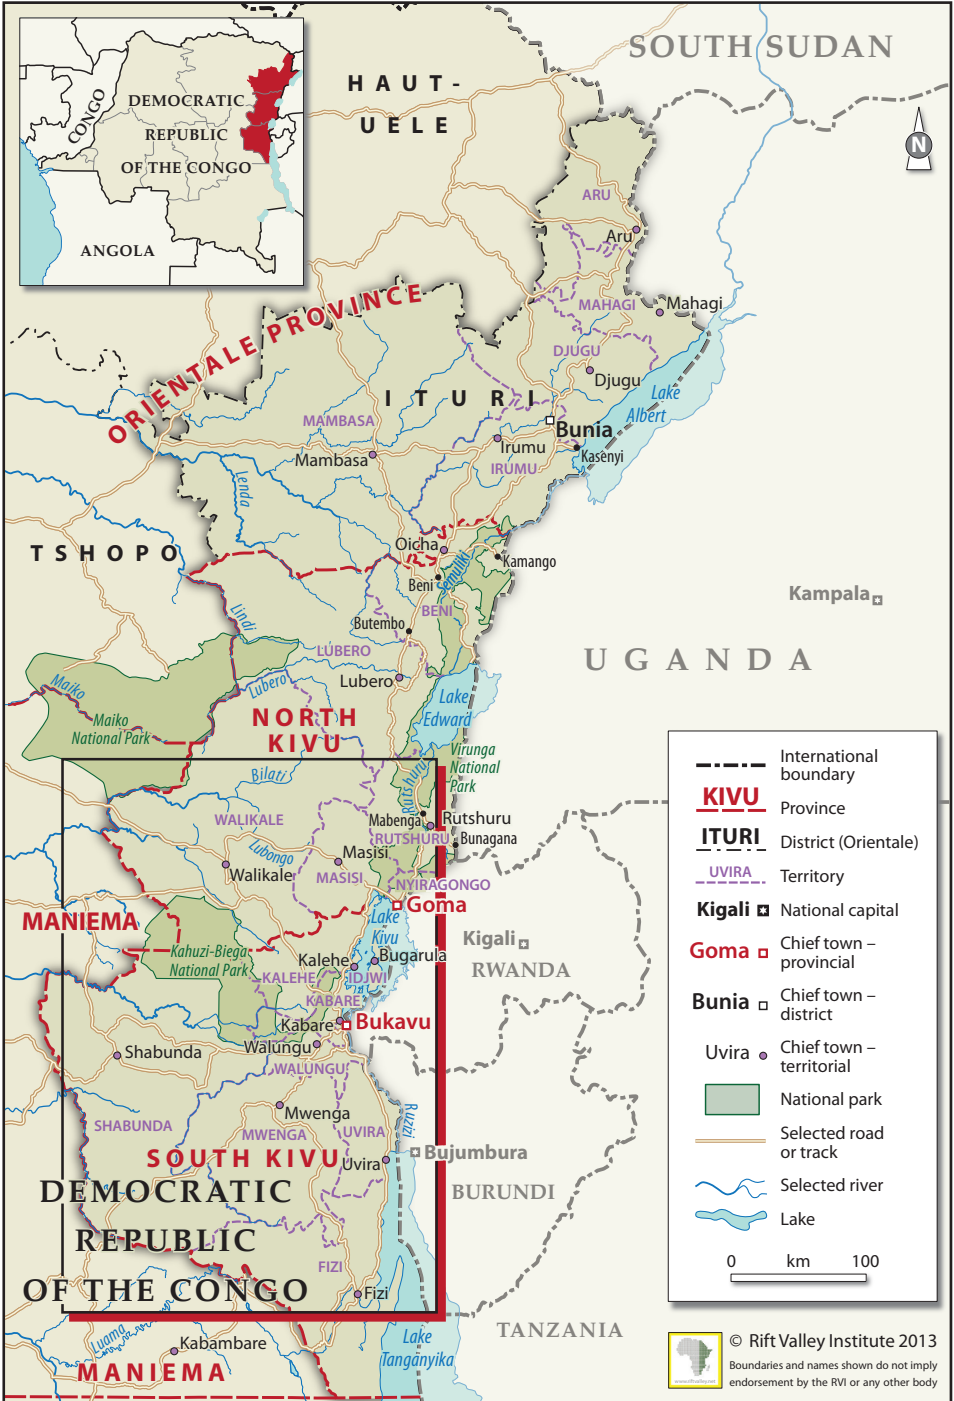 SOUTH SUDAN
HAUT-
UELE
CONGO
DEMOCRATIC
REPUBLIC
OF THE CONGO
ANGOLA
N
ARU
Aru
MAHAGI
Mahagi
ORIENTALE PROVINCE
DJUGU
Djugu
Lake
Albert
ITURI
MAMBASA
Bunia
Irumu
Kasenyi
Mambasa
IRUMU
Lenda
TSHOPO
Oicha
Kamango
Semuliki
Beni
BENI
Kampala
Lindi
Butembo
LUBERO
UGANDA
Lubero
Lubero
Maiko
Lake
Edward
Maiko
National Park
NORTH
KIVU
Virunga
National
Park
Bilati
Rutshuru
WALIKALE
Mabenga
Rutshuru
RUTSHURU
Bunagana
Lubongo
Masisi
Walikale
MASISI
NYIRAGONGO
Goma
MANIEMA
Lake
Kivu
Kigali
Kahuzi-Biega
National Park
Kalehe
Bugarula
RWANDA
KALEHE
IDJWI
KABARE
Kabare
Bukavu
Walungu
Shabunda
WALUNGU
Mwenga
SHABUNDA
MWENGA
UVIRA
Ruzizi
SOUTH KIVU
Uvira
Bujumbura
DEMOCRATIC
REPUBLIC
OF THE CONGO
BURUNDI
FIZI
Fizi
Luama
Kabambare
MANIEMA
Lake
Tanganyika
TANZANIA
International
boundary
KIVU Province
ITURI District (Orientale)
UVIRA Territory
Kigali National capital
Goma Chief town –
provincial
Bunia Chief town –
district
Uvira Chief town –
territorial
National park
Selected road
or track
Selected river
Lake
0 km 100
www.riftvalley.net
© Rift Valley Institute 2013
Boundaries and names shown do not imply
endorsement by the RVI or any other body